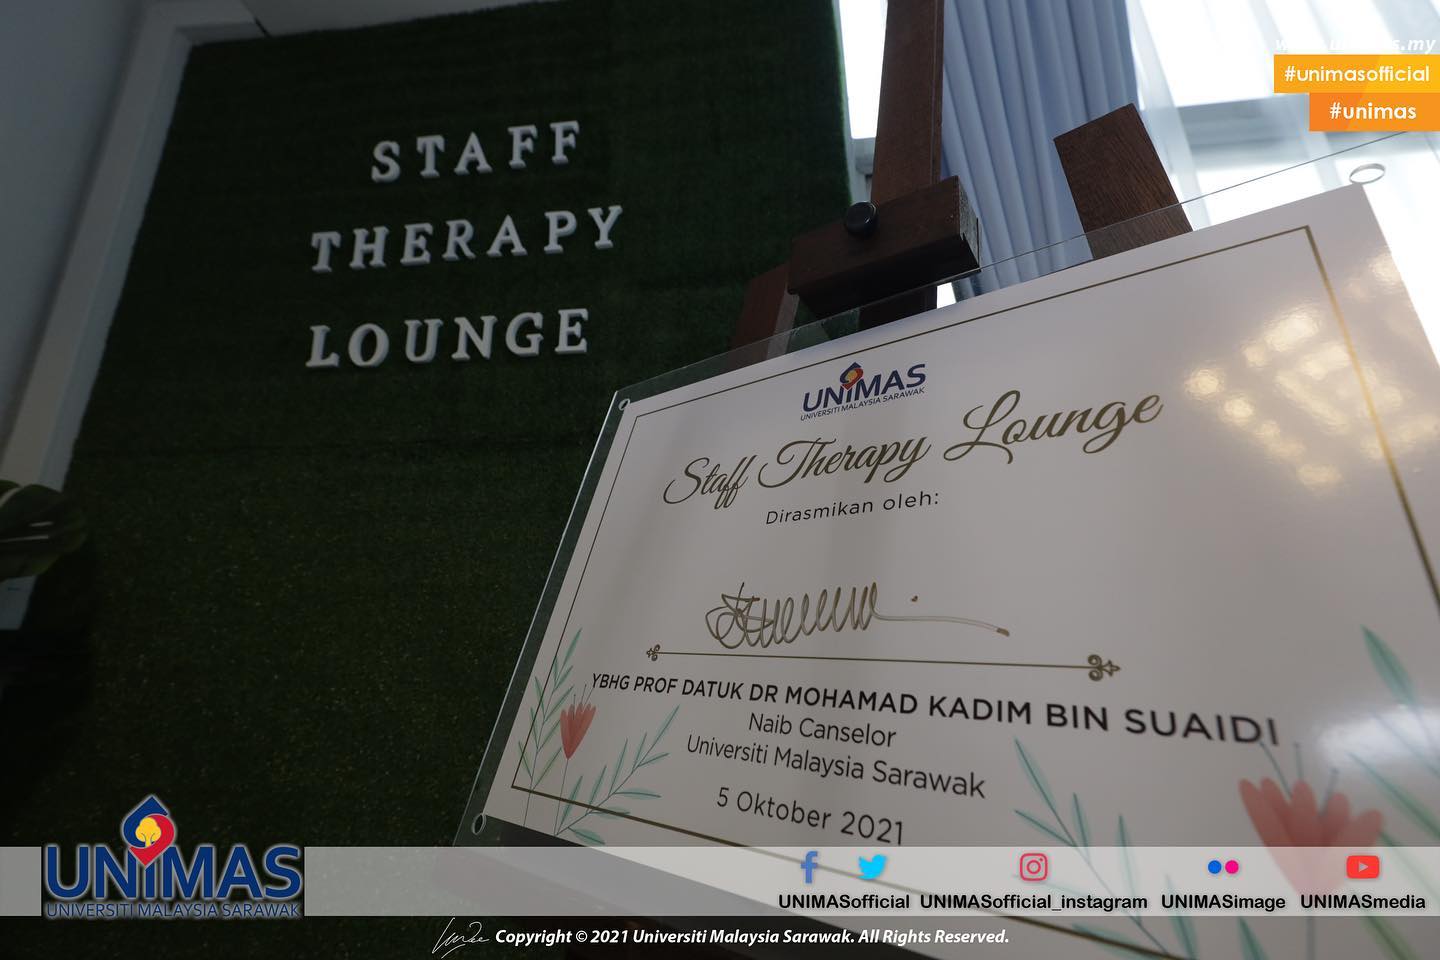 #unimasofficial
#unimas
STAFF
THERAPY
LOUNGE
UNIMAS
UNIVERSITI MALAYSIA SARAWAK
Staff Therapy Lounge
Dirasmikan oleh:
YBHG PROF DATUK DR MOHAMAD KADIM BIN SUAIDI
Naib Canselor
Universiti Malaysia Sarawak
5 Oktober 2021
UNIMAS
UNIVERSITI MALAYSIA SARAWAK
UNIMASofficial UNIMASofficial_instagram UNIMASimage UNIMASmedia
Copyright © 2021 Universiti Malaysia Sarawak. All Rights Reserved.